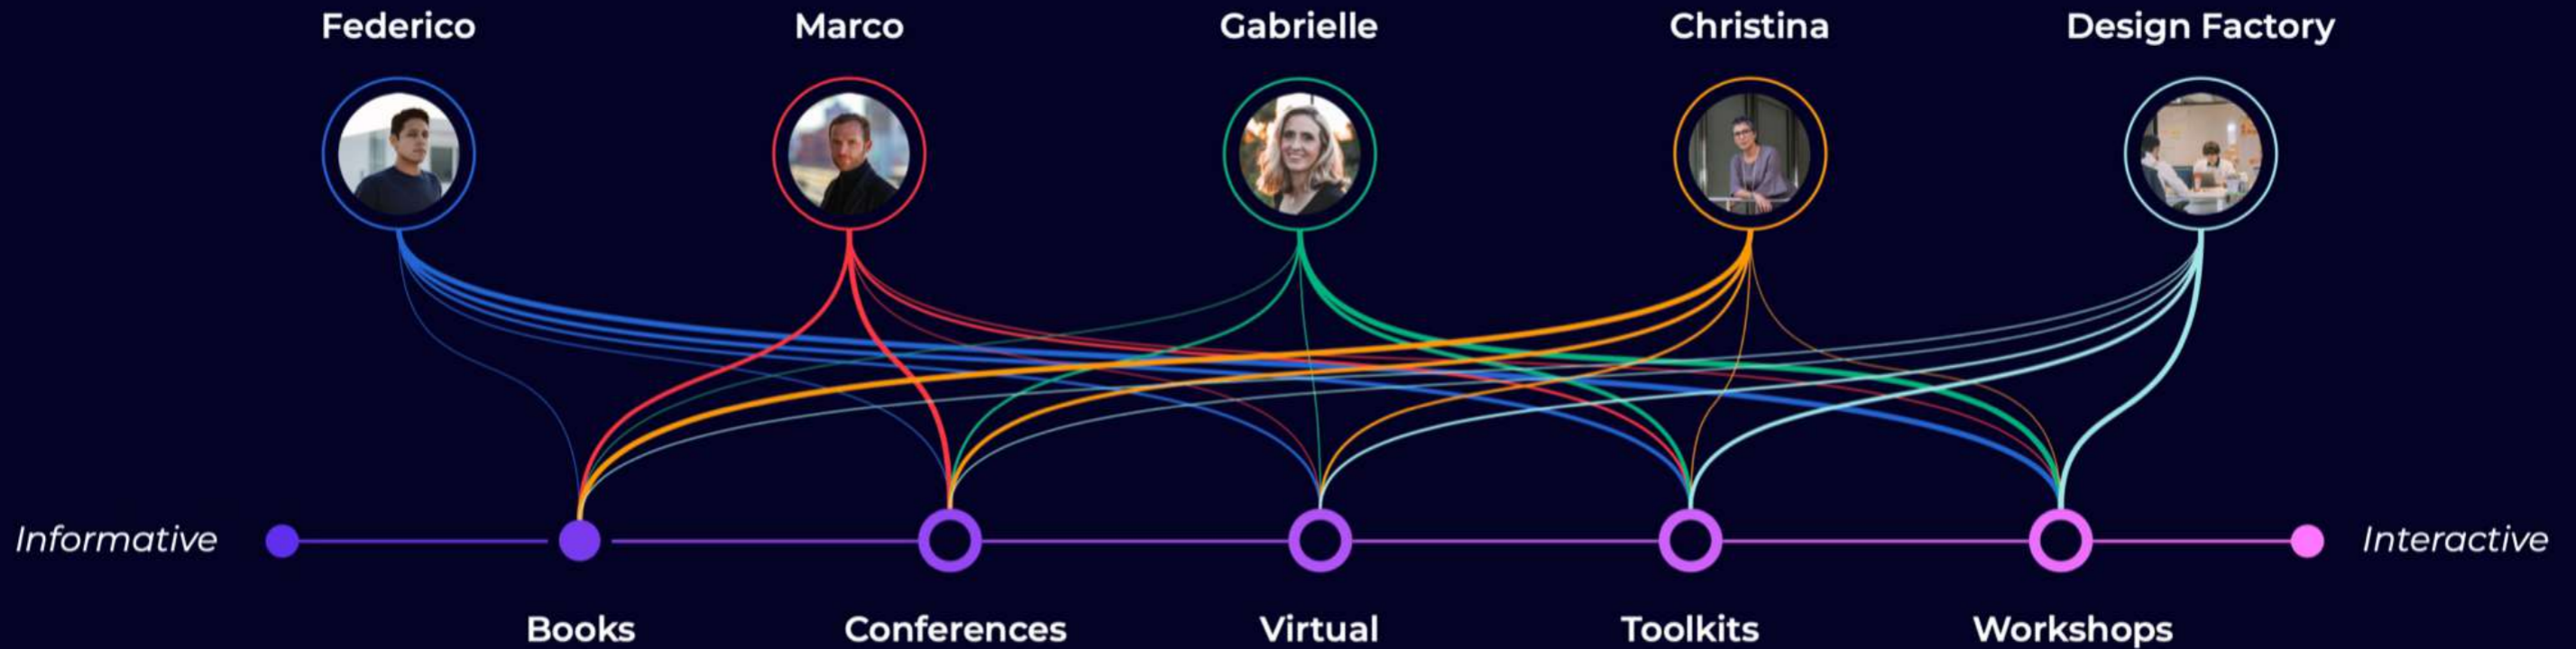 Federico
Marco
Gabrielle
Christina
Design Factory
Informative
Interactive
Books
Conferences
Virtual
Toolkits
Workshops